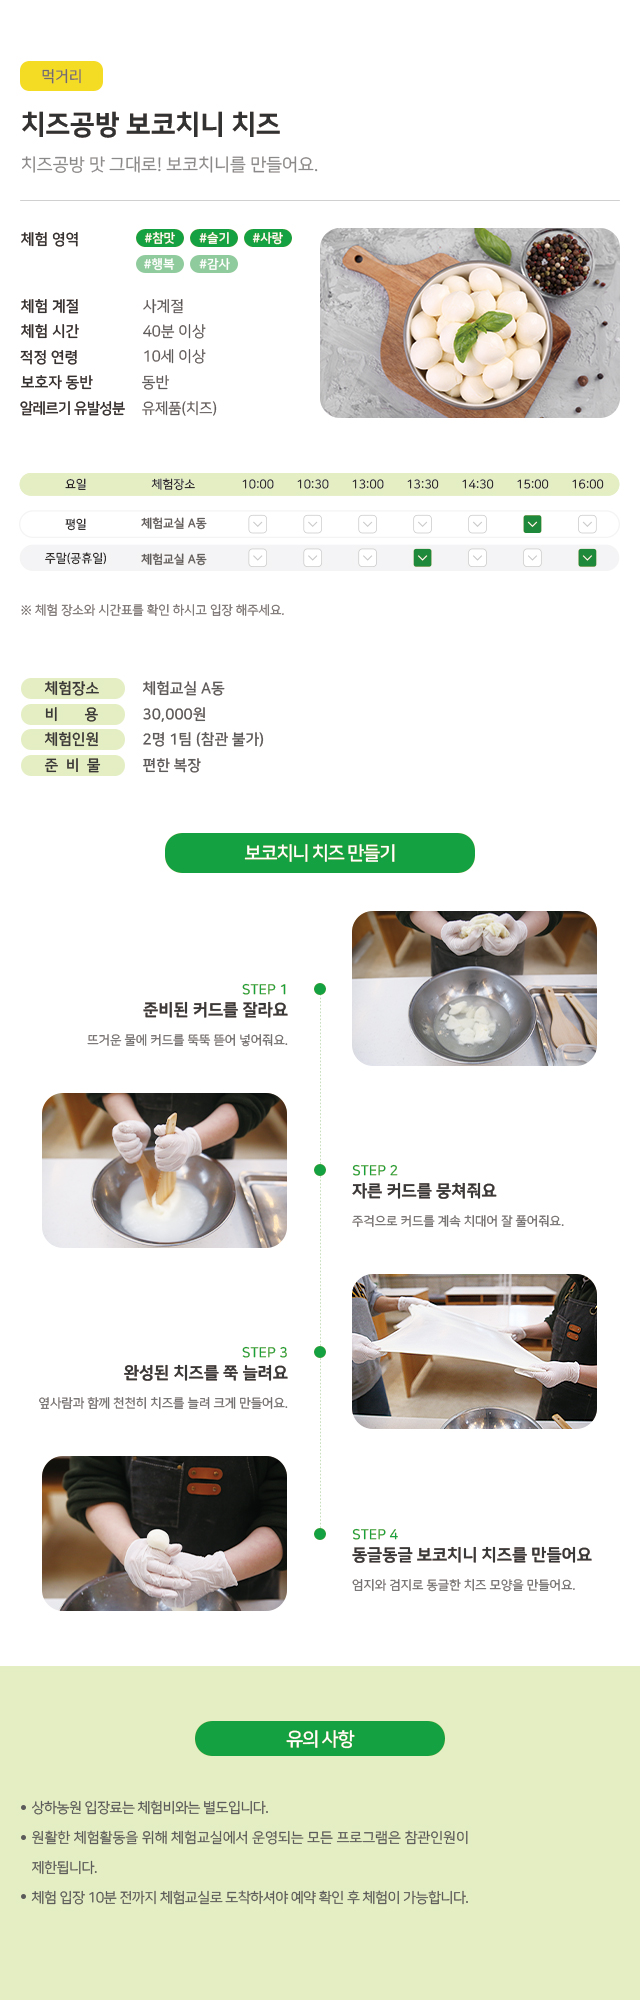 먹거리
치즈공방 보코치니 치즈
치즈공방 맛 그대로! 보코치니를 만들어요.
체험 영역 #참맛 #슬기 #사랑
#행복 #감사
체험 계절 사계절
체험 시간 40분 이상
적정 연령 10세 이상
보호자 동반 동반
알레르기 유발성분 유제품(치즈)
요일 체험장소 10:00 10:30 13:00 13:30 14:30 15:00 16:00
평일 체험교실 A동
주말(공휴일) 체험교실 A동
※ 체험 장소와 시간표를 확인 하시고 입장 해주세요.
체험장소 체험교실 A동
비 용 30,000원
체험인원 2명 1팀 (참관 불가)
준 비 물 편한 복장
보코치니 치즈 만들기
STEP 1
준비된 커드를 잘라요
뜨거운 물에 커드를 뚝뚝 뜯어 넣어줘요.
STEP 2
자른 커드를 뭉쳐줘요
주걱으로 커드를 계속 치대어 잘 풀어줘요.
STEP 3
완성된 치즈를 쭉 늘려요
옆사람과 함께 천천히 치즈를 늘려 크게 만들어요.
STEP 4
동글동글 보코치니 치즈를 만들어요
엄지와 검지로 동글한 치즈 모양을 만들어요.
유의 사항
• 상하농원 입장료는 체험비와는 별도입니다.
• 원활한 체험활동을 위해 체험교실에서 운영되는 모든 프로그램은 참관인원이
제한됩니다.
• 체험 입장 10분 전까지 체험교실로 도착하셔야 예약 확인 후 체험이 가능합니다.